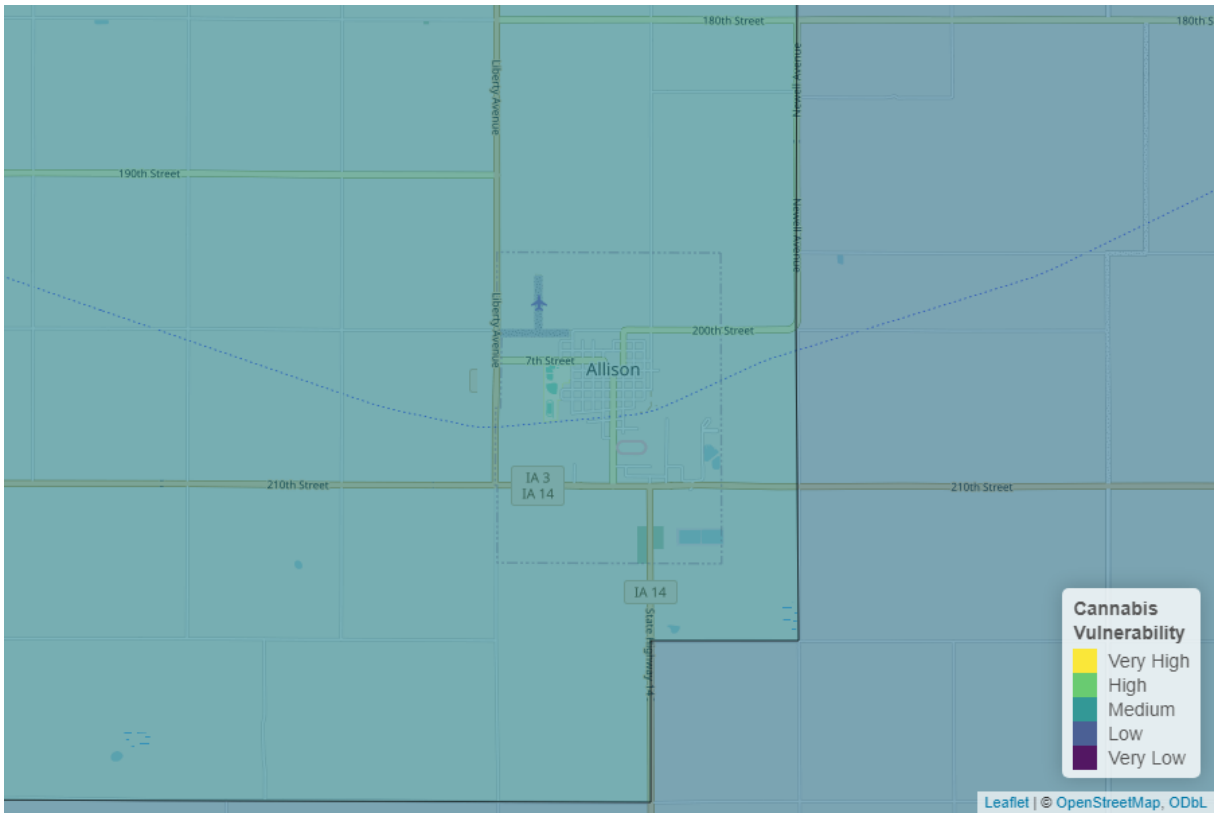 180th Street
180th S
Liberty Avenue
Newell Avenue
190th Street
Newell Avenue
Liberty Avenue
200th Street
7th Street
Allison
210th Street
IA 3
IA 14
210th Street
IA 14
State Highway 14
Cannabis
Vulnerability
Very High
High
Medium
Low
Very Low
Leaflet | © OpenStreetMap, ODbL